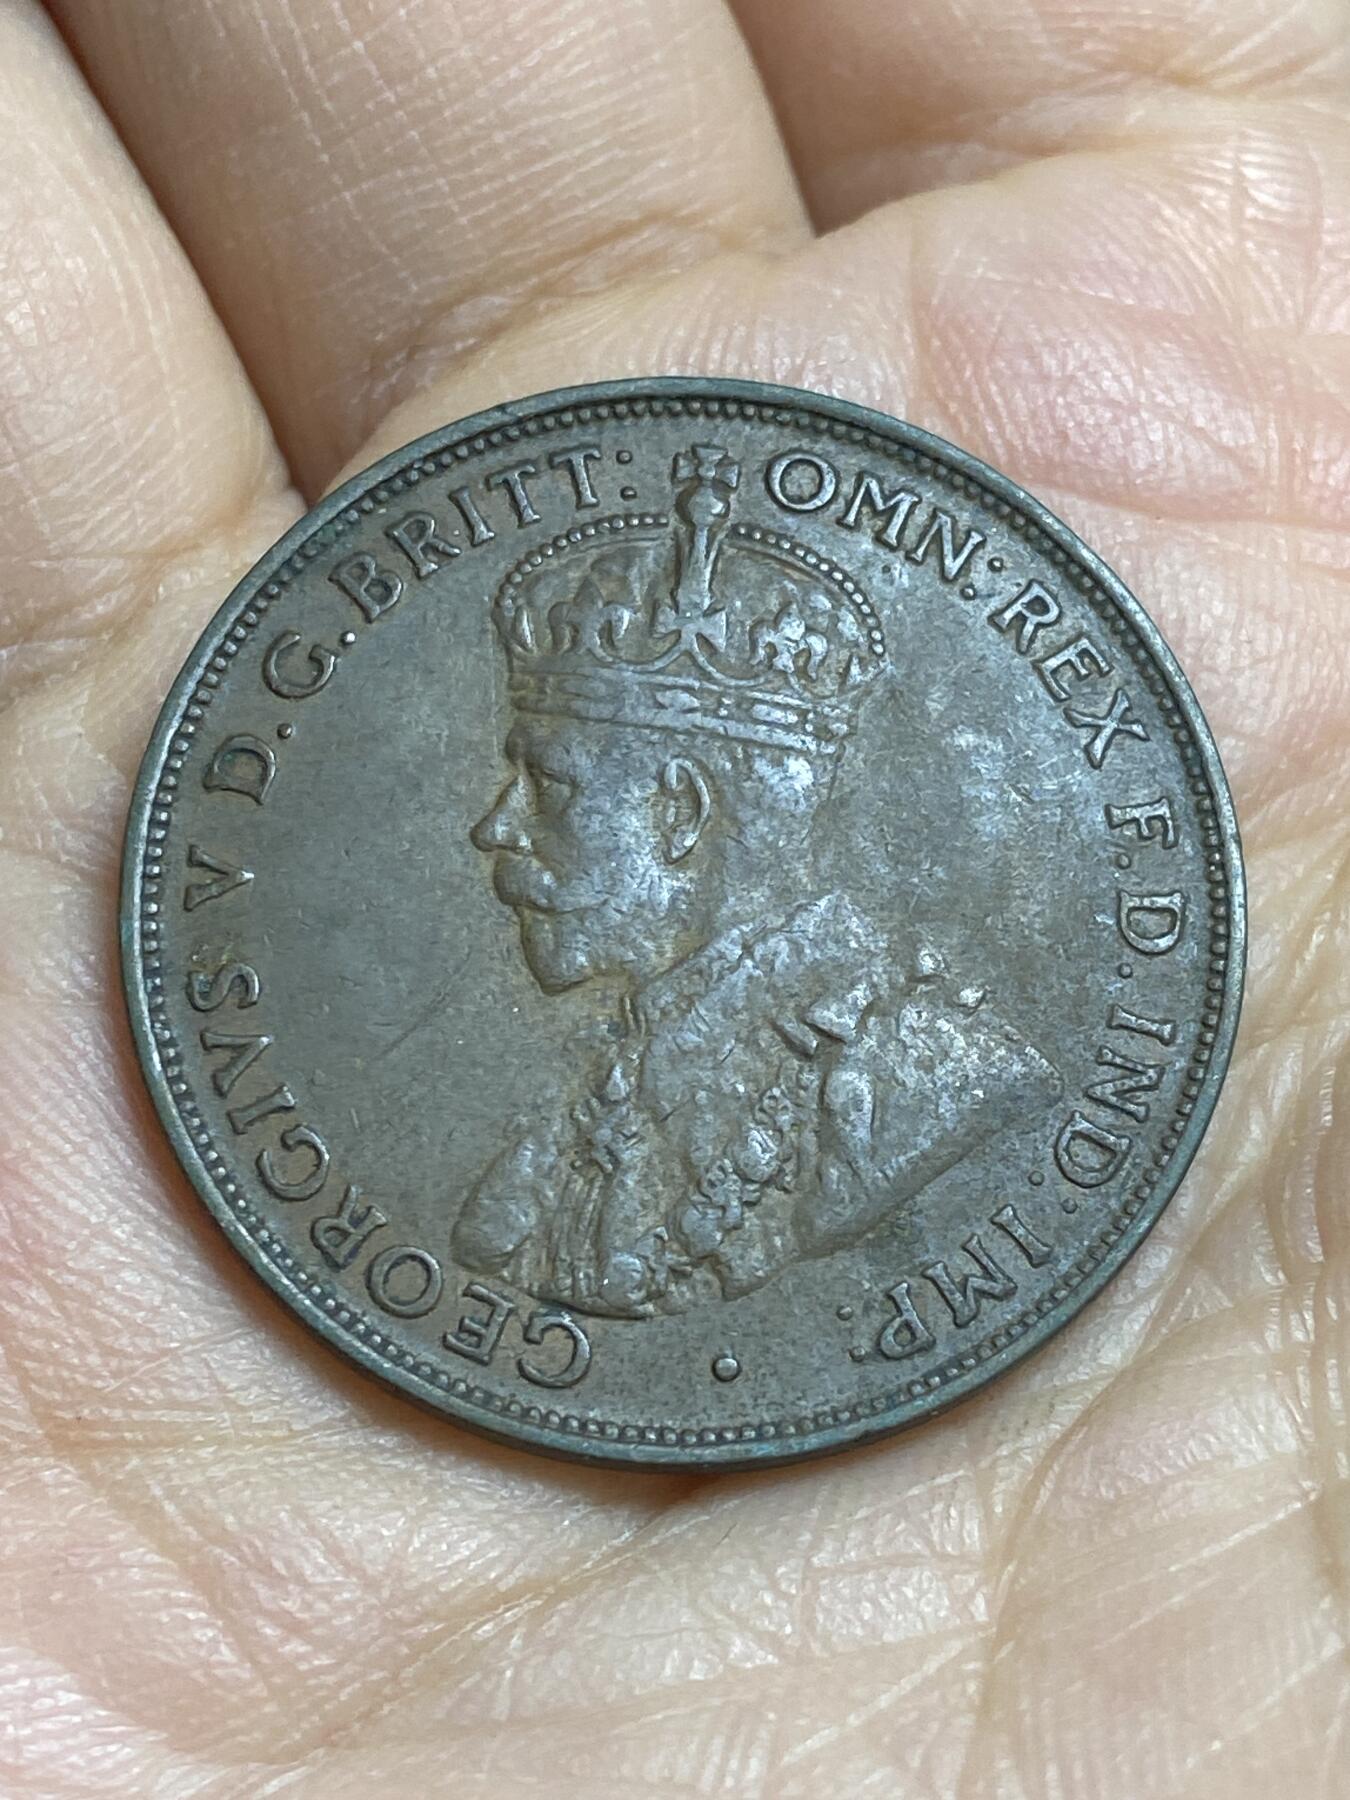 GEORGIVS V D.G.BRITT: OMN:REX F.D.IND:IMP: